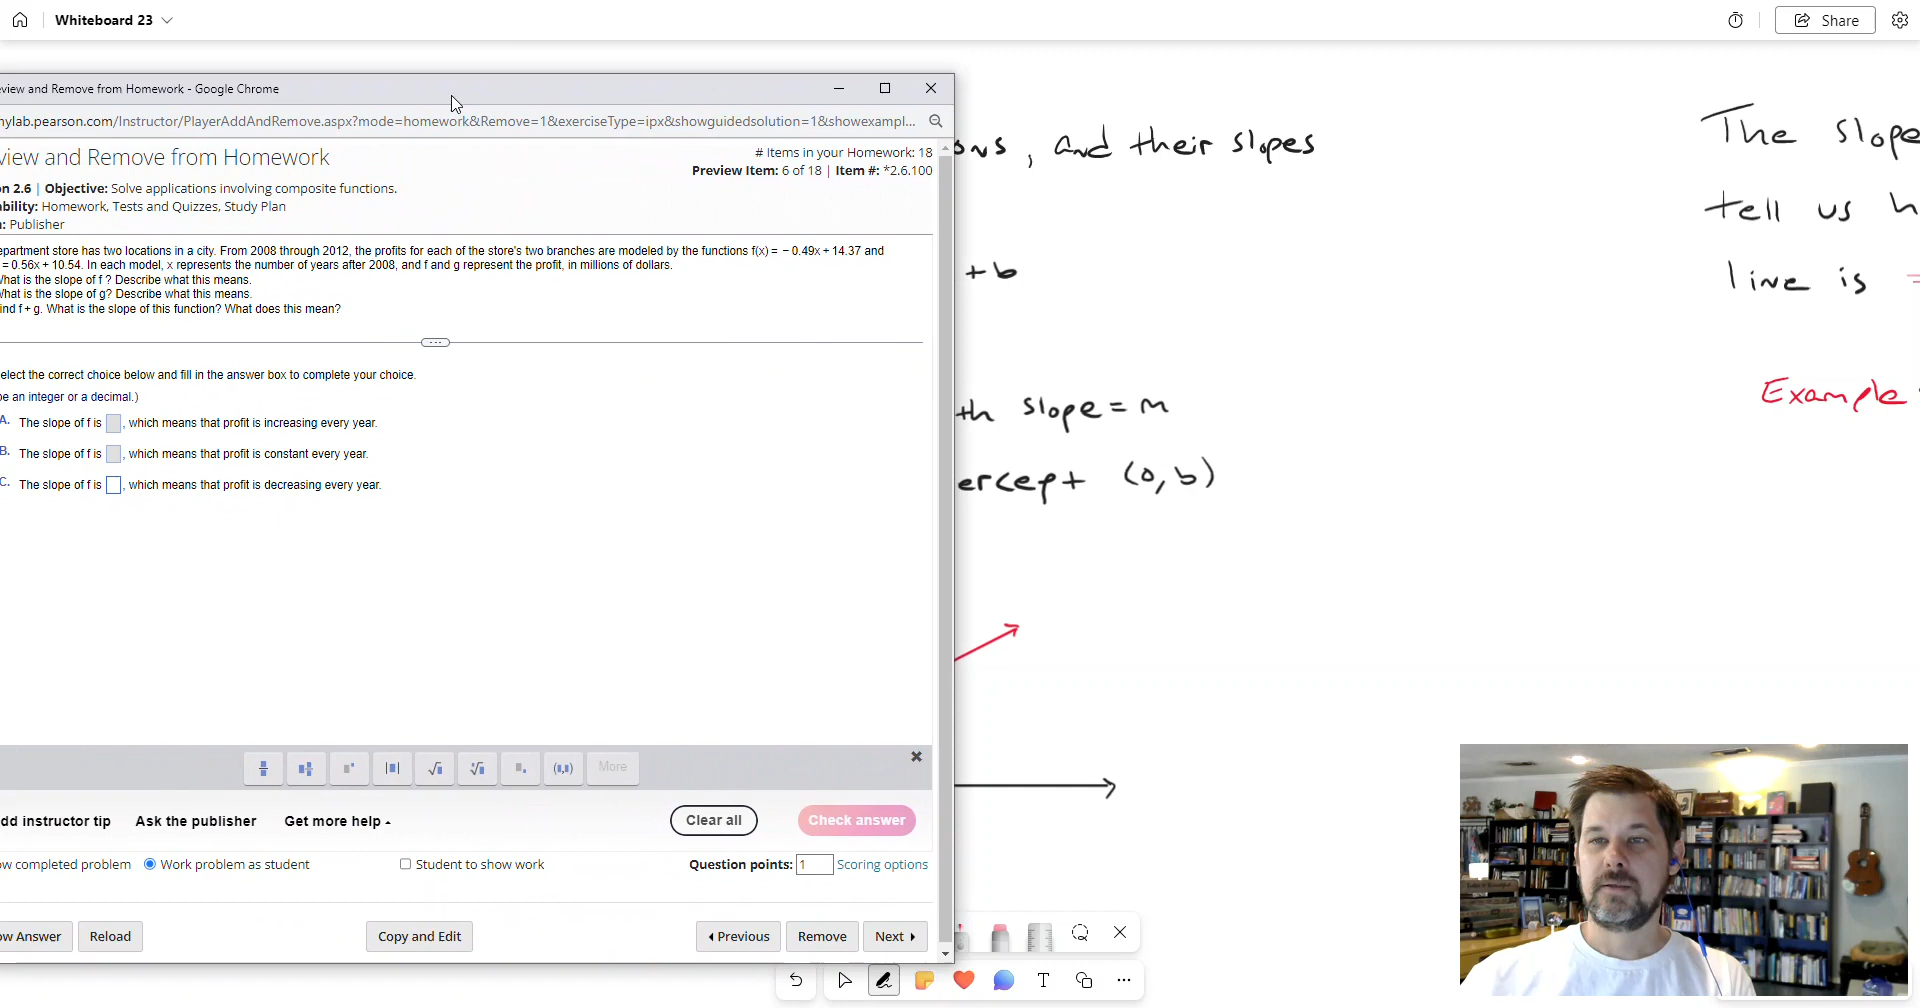 Whiteboard 23
Share
view and Remove from Homework - Google Chrome
mylab.pearson.com/Instructor/PlayerAddAndRemove.aspx?mode=homework&Remove=1&exerciseType=ipx&showguidedsolution=1&showexampl...
view and Remove from Homework
# Items in your Homework: 18
Preview Item: 6 of 18 | Item #: *2.6.100
on 2.6 | Objective: Solve applications involving composite functions.
ability: Homework, Tests and Quizzes, Study Plan
n: Publisher
epartment store has two locations in a city. From 2008 through 2012, the profits for each of the store's two branches are modeled by the functions f(x) = − 0.49x + 14.37 and
= 0.56x + 10.54. In each model, x represents the number of years after 2008, and f and g represent the profit, in millions of dollars.
What is the slope of f ? Describe what this means.
What is the slope of g? Describe what this means.
ind f + g. What is the slope of this function? What does this mean?
elect the correct choice below and fill in the answer box to complete your choice.
be an integer or a decimal.)
A. The slope of f is , which means that profit is increasing every year.
B. The slope of f is , which means that profit is constant every year.
C. The slope of f is , which means that profit is decreasing every year.
More
dd instructor tip Ask the publisher Get more help
Clear all Check answer
ow completed problem Work problem as student Student to show work Question points: 1 Scoring options
ow Answer Reload Copy and Edit Previous Remove Next
ons, and their slopes
+b
th slope = m
ercept (0, b)
The slope
tell us h
line is
Example